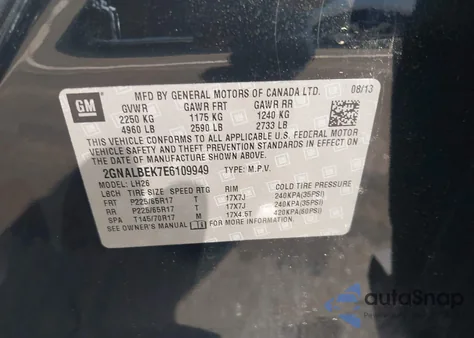 GM
MFD BY GENERAL MOTORS OF CANADA LTD. 08/13
GVWR GAWR FRT GAWR RR
2250 KG 1175 KG 1240 KG
4960 LB 2590 LB 2733 LB
THIS VEHICLE CONFORMS TO ALL APPLICABLE U.S. FEDERAL MOTOR
VEHICLE SAFETY AND THEFT PREVENTION STANDARDS IN EFFECT
ON THE DATE OF MANUFACTURE SHOWN ABOVE.
2GNALBEK7E6109949 TYPE: M.P.V.
MODEL: LH26
TIRE SIZE SPEED RTG RIM COLD TIRE PRESSURE
FRT P225/65R17 T 17X7J 240KPA(35PSI)
RR P225/65R17 T 17X7J 240KPA(35PSI)
SPA T145/70R17 M 17X4.5T 420KPA(60PSI)
SEE OWNER'S MANUAL FOR MORE INFORMATION.
autoSnap